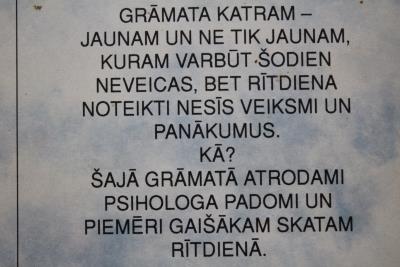 GRĀMATA KATRAM –
JAUNAM UN NE TIK JAUNAM,
KURAM VARBŪT ŠODIEN
NEVEICAS, BET RĪTDIENA
NOTEIKTI NESĪS VEIKSMI UN
PANĀKUMUS.
KĀ?
ŠAJĀ GRĀMATĀ ATRODAMI
PSIHOLOGA PADOMI UN
PIEMĒRI GAIŠĀKAM SKATAM
RĪTDIENĀ.